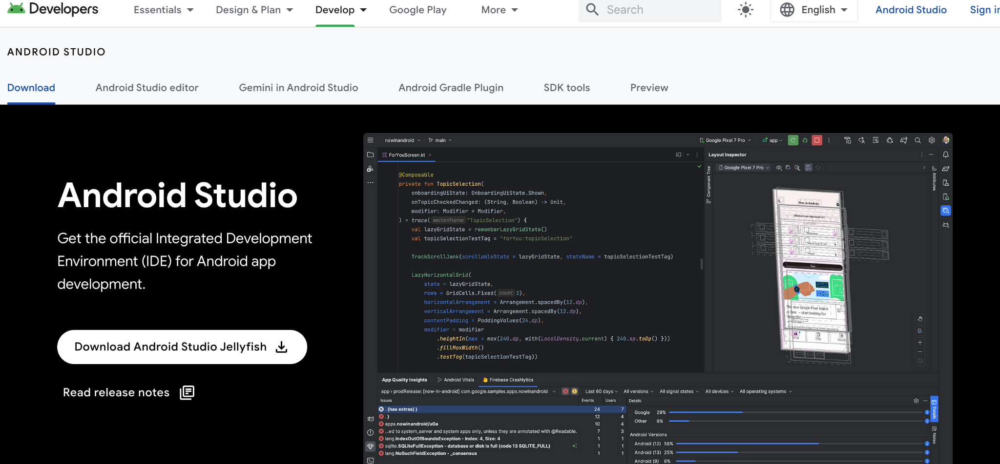 Developers
Essentials
Design & Plan
Develop
Google Play
More
Search
English
Android Studio
Sign in
ANDROID STUDIO
Download
Android Studio editor
Gemini in Android Studio
Android Gradle Plugin
SDK tools
Preview
Android Studio
Get the official Integrated Development
Environment (IDE) for Android app
development.
Download Android Studio Jellyfish
Read release notes
nowinandroid
main
Google Pixel 7 Pro
app
ForYouScreen.kt
@Composable
private fun TopicSelection(
onboardingUiState: OnboardingUiState.Shown,
onTopicCheckedChanged: (String, Boolean) -> Unit,
modifier: Modifier = Modifier,
) = trace( sectionName: "TopicSelection") {
val lazyGridState = rememberLazyGridState()
val topicSelectionTestTag = "forYou:topicSelection"
TrackScrollJank(scrollableState = lazyGridState, stateName = topicSelectionTestTag)
LazyHorizontalGrid(
state = lazyGridState,
rows = GridCells.Fixed( count: 3),
horizontalArrangement = Arrangement.spacedBy(12.dp),
verticalArrangement = Arrangement.spacedBy(12.dp),
contentPadding = PaddingValues(24.dp),
modifier = modifier
.heightIn(max = max(240.dp, with(LocalDensity.current) { 240.sp.toDp() }))
.fillMaxWidth()
.testTag(topicSelectionTestTag))
Layout Inspector
Google Pixel 7 Pro
Component Tree
Attributes
Now in Android
What are you interested in?
The new Google Pixel Watch
is here – start building for
Wear OS!
App Quality Insights
Android Vitals
Firebase Crashlytics
app › prodRelease: [now-in-android] com.google.samples.apps.nowinandroid
Last 60 days
All versions
All signal states
All devices
All operating systems
Issues Events Users
. (has extras) } 24 7
. } 12 4
apps.nowinandroid/u0a 10 4
...ed to system_server and system apps only, unless they are annotated with @Readable. 7 3
lang.IndexOutOfBoundsException - Index: 4, Size: 4 1 1
sqlite.SQLiteFullException - database or disk is full (code 13 SQLITE_FULL) 1 1
lang.NoSuchFieldException - _consensus 1 1
Details
Google 29%
Other 8%
Android Versions
Android (12) 58%
Android (13) 25%
Android (9) 8%
Details
Notes